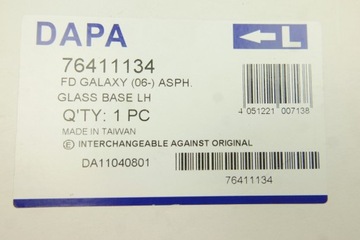 DAPA
L
76411134
FD GALAXY (06-) ASPH.
GLASS BASE LH
Q'TY: 1 PC
MADE IN TAIWAN
4 051221 007138
E INTERCHANGEABLE AGAINST ORIGINAL
DA11040801
76411134